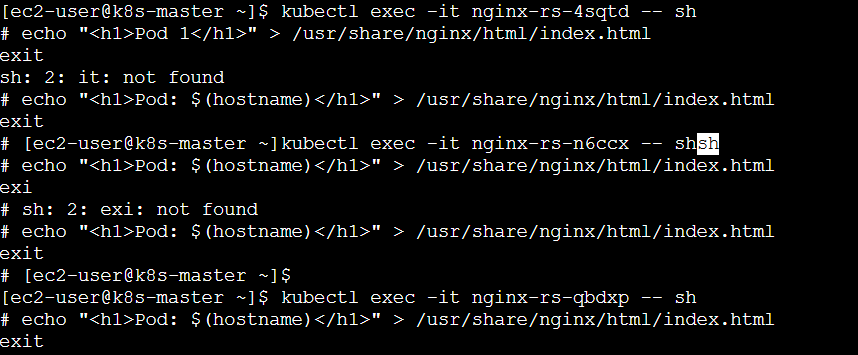 [ec2-user@k8s-master ~]$ kubectl exec -it nginx-rs-4sqtd -- sh
# echo "<h1>Pod 1</h1>" > /usr/share/nginx/html/index.html
exit
sh: 2: it: not found
# echo "<h1>Pod: $(hostname)</h1>" > /usr/share/nginx/html/index.html
exit
# [ec2-user@k8s-master ~]kubectl exec -it nginx-rs-n6ccx -- shsh
# echo "<h1>Pod: $(hostname)</h1>" > /usr/share/nginx/html/index.html
exi
# sh: 2: exi: not found
# echo "<h1>Pod: $(hostname)</h1>" > /usr/share/nginx/html/index.html
exit
# [ec2-user@k8s-master ~]$
[ec2-user@k8s-master ~]$ kubectl exec -it nginx-rs-qbdxp -- sh
# echo "<h1>Pod: $(hostname)</h1>" > /usr/share/nginx/html/index.html
exit